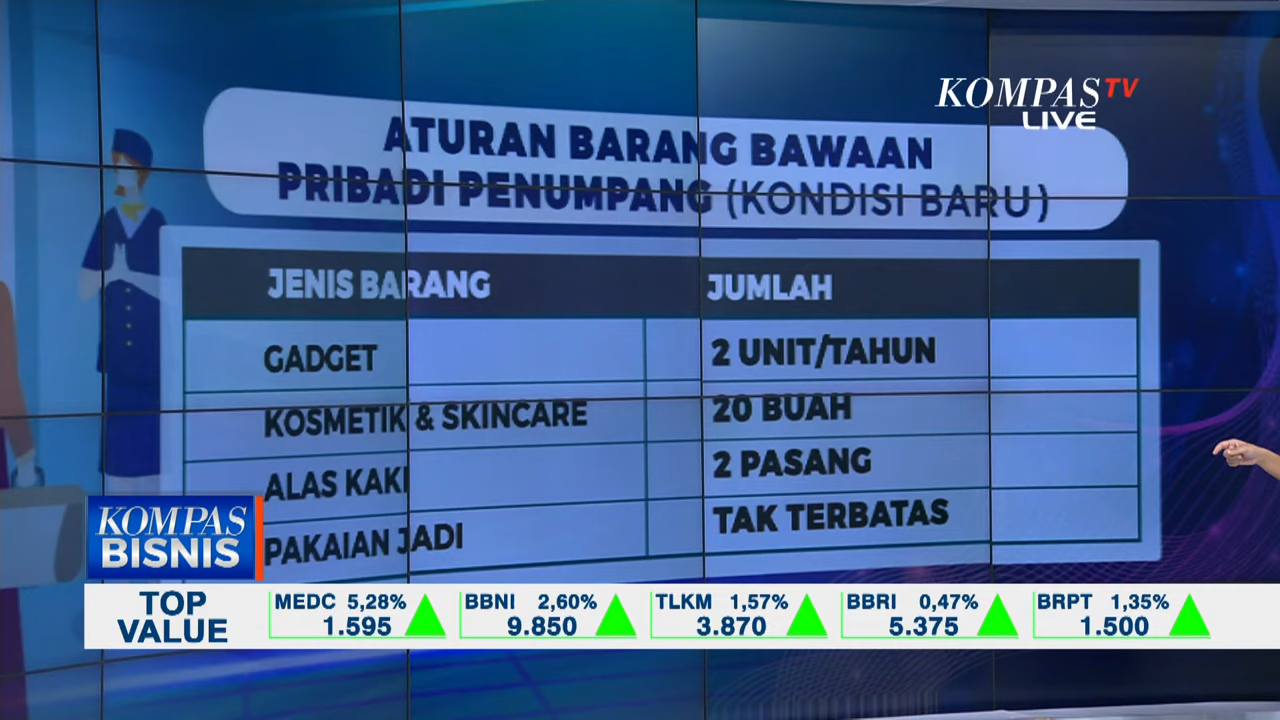 KOMPAS TV
LIVE
ATURAN BARANG BAWAAN
PRIBADI PENUMPANG (KONDISI BARU)
JENIS BARANG JUMLAH
GADGET 2 UNIT/TAHUN
KOSMETIK & SKINCARE 20 BUAH
ALAS KAKI 2 PASANG
PAKAIAN JADI TAK TERBATAS
KOMPAS
BISNIS
TOP
VALUE
MEDC 5,28%
1.595
BBNI 2,60%
9.850
TLKM 1,57%
3.870
BBRI 0,47%
5.375
BRPT 1,35%
1.500